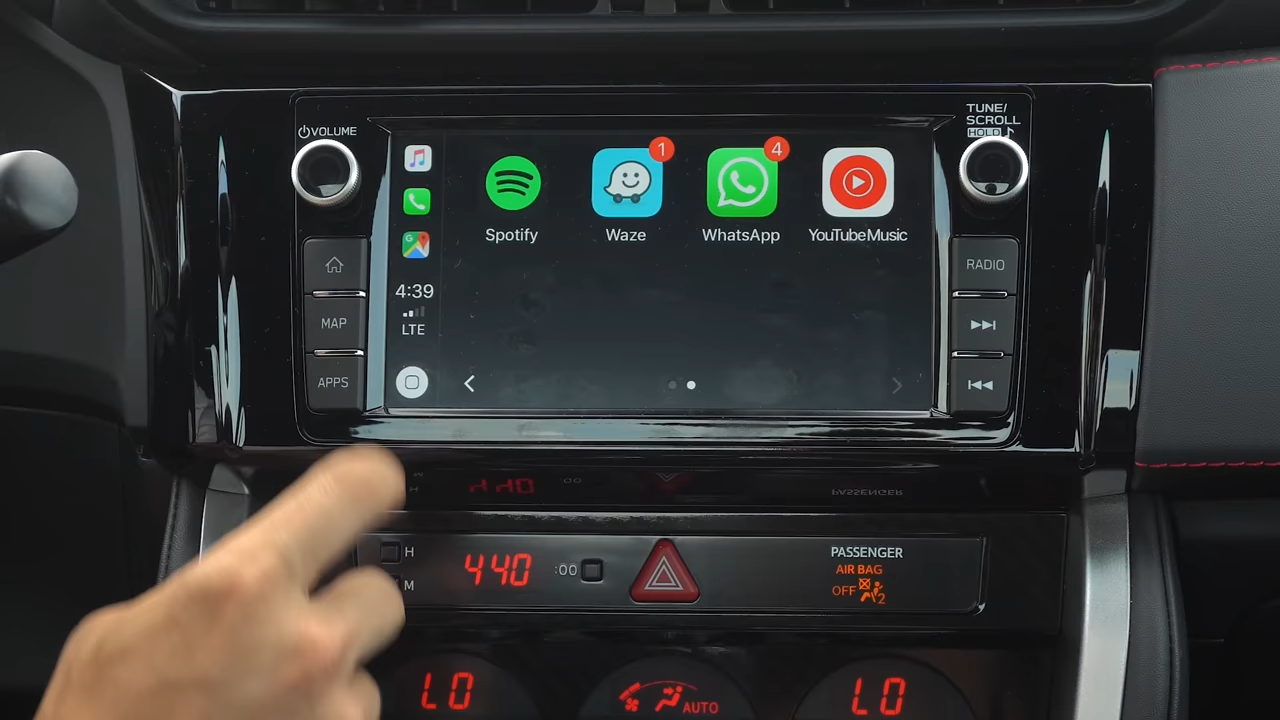 VOLUME
TUNE/
SCROLL
HOLD
1
4
Spotify
Waze
WhatsApp
YouTubeMusic
4:39
LTE
MAP
APPS
RADIO
H
M
440
:00
PASSENGER
AIR BAG
OFF
2
LO
AUTO
LO